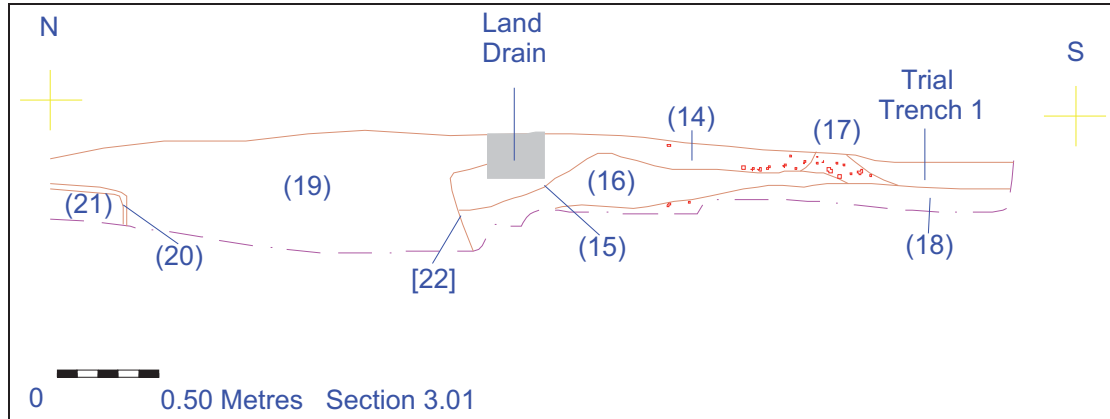 N
Land
Drain
S
Trial
Trench 1
(14)
(17)
(19)
(16)
(21)
(20)
[22]
(15)
(18)
0
0.50 Metres Section 3.01